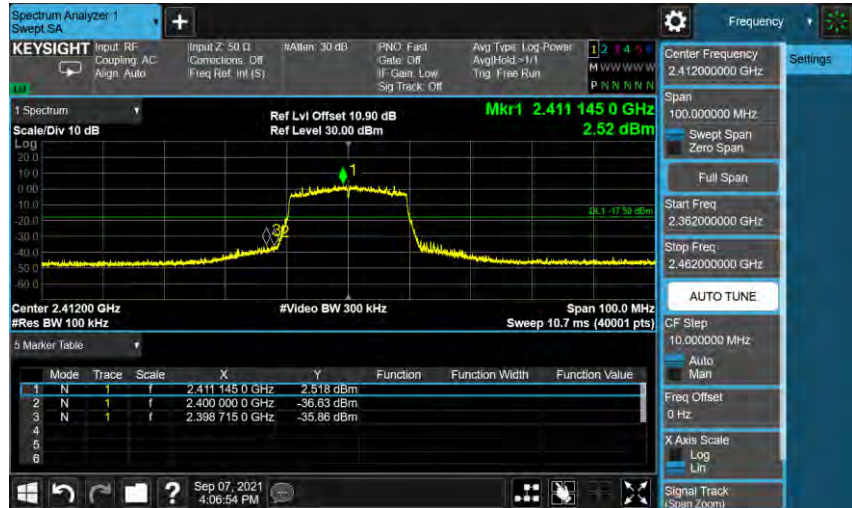 Spectrum Analyzer 1
Swept SA
+
Frequency
KEYSIGHT
Input: RF
Coupling: AC
Align: Auto
Input Z: 50 Ω
Corrections: Off
Freq Ref: Int (S)
#Atten: 30 dB
PNO: Fast
Gate: Off
IF Gain: Low
Sig Track: Off
Avg Type: Log-Power
Avg|Hold:>1/1
Trig: Free Run
1 2 3 4 5 6
M W W W W W
P N N N N N
1 Spectrum
Scale/Div 10 dB
Ref Lvl Offset 10.90 dB
Ref Level 30.00 dBm
Mkr1 2.411 145 0 GHz
2.52 dBm
Log
20.0
10.0
0.00
-10.0
-20.0
-30.0
-40.0
-50.0
-60.0
1
3
2
DL1 -17.50 dBm
Center 2.41200 GHz
#Res BW 100 kHz
#Video BW 300 kHz
Span 100.0 MHz
Sweep 10.7 ms (40001 pts)
5 Marker Table
Mode Trace Scale X Y Function Function Width Function Value
1 N 1 f 2.411 145 0 GHz 2.518 dBm
2 N 1 f 2.400 000 0 GHz -36.63 dBm
3 N 1 f 2.398 715 0 GHz -35.86 dBm
4
5
6
?
Sep 07, 2021
4:06:54 PM
Center Frequency
2.412000000 GHz
Settings
Span
100.000000 MHz
Swept Span
Zero Span
Full Span
Start Freq
2.362000000 GHz
Stop Freq
2.462000000 GHz
AUTO TUNE
CF Step
10.000000 MHz
Auto
Man
Freq Offset
0 Hz
X Axis Scale
Log
Lin
Signal Track
(Span Zoom)